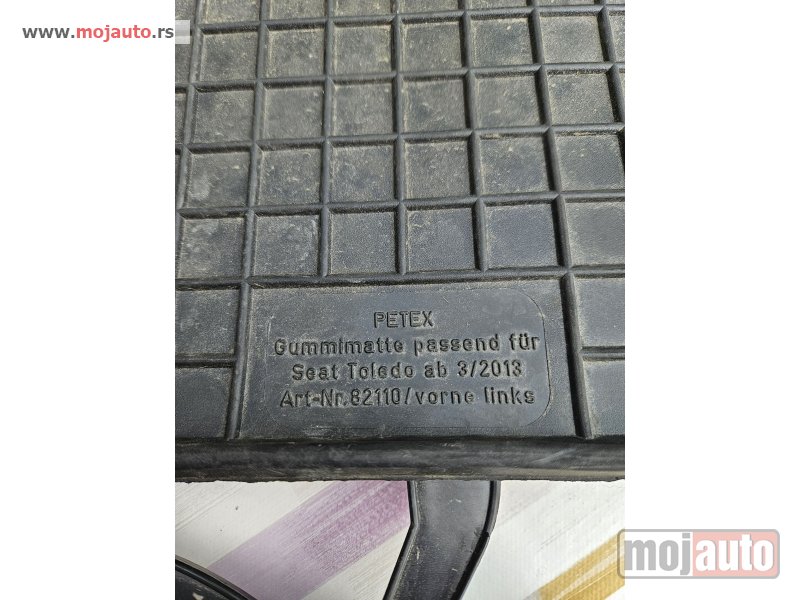 www.mojauto.rs
PETEX
Gummimatte passend für
Seat Toledo ab 3/2013
Art-Nr.82110/vorne links
mojauto